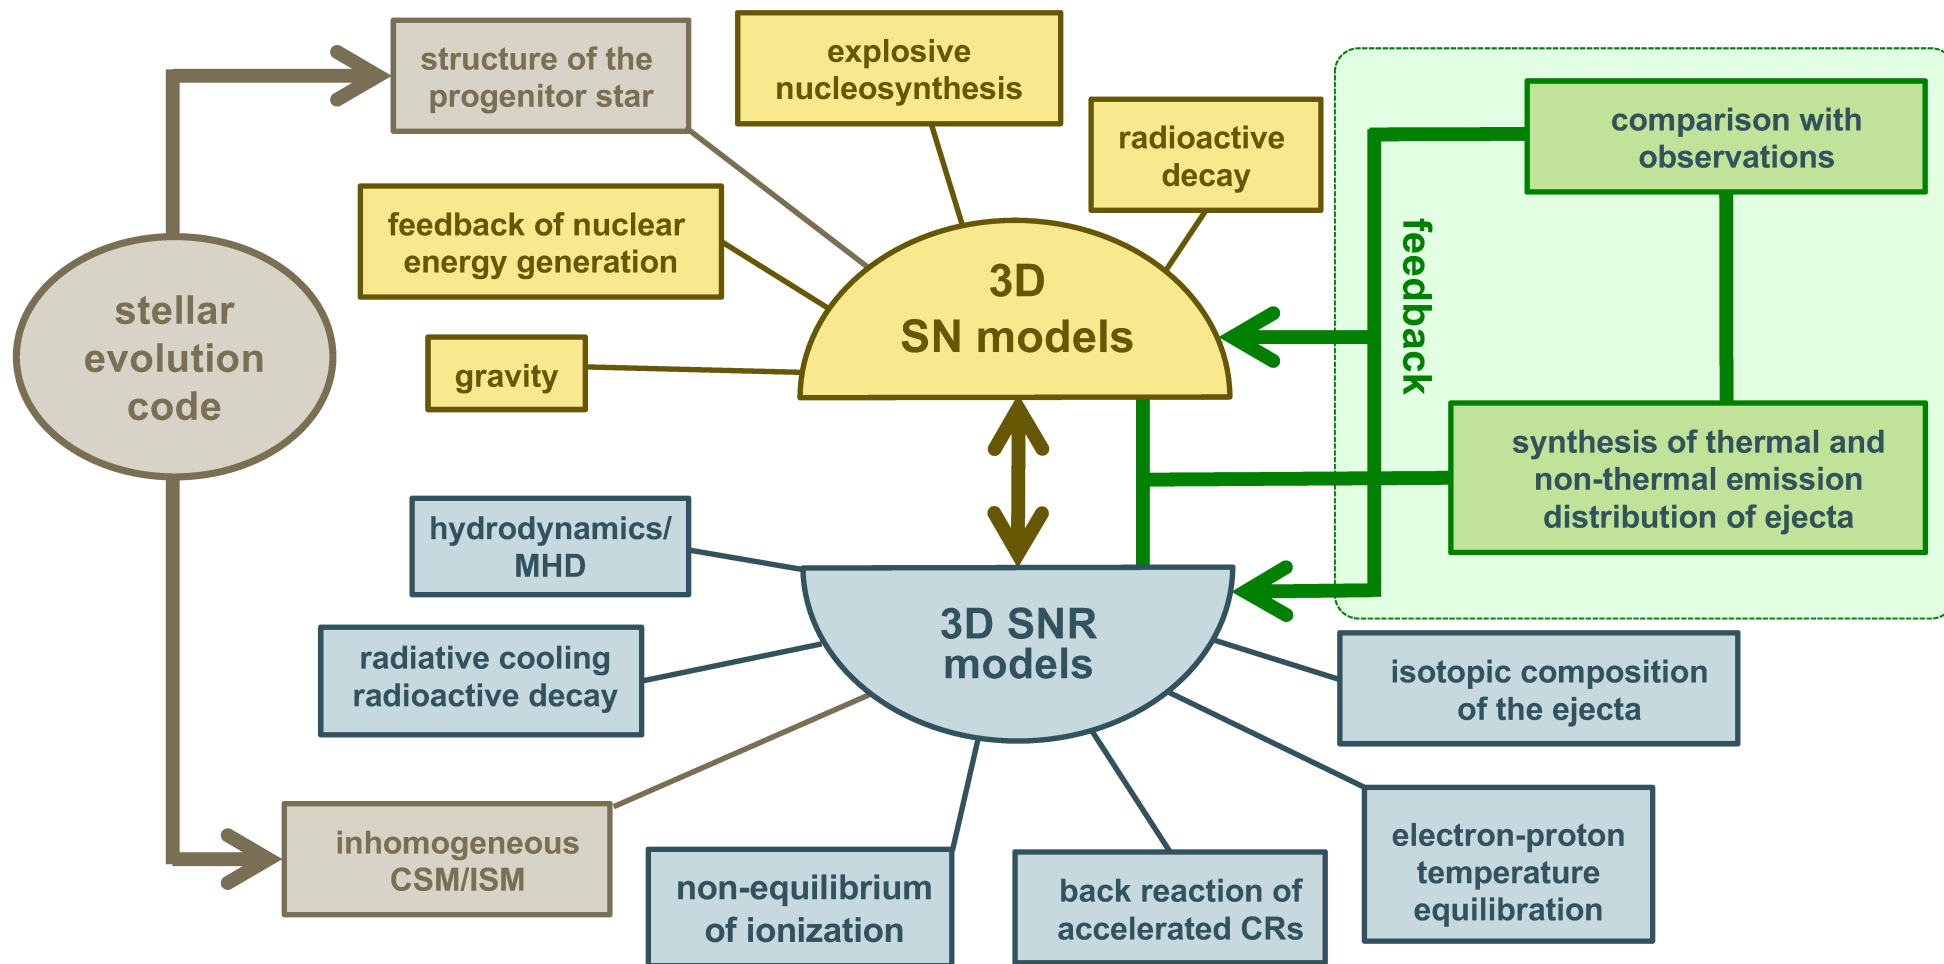 structure of the
progenitor star
explosive
nucleosynthesis
radioactive
decay
comparison with
observations
feedback of nuclear
energy generation
stellar
evolution
code
3D
SN models
feedback
gravity
synthesis of thermal and
non-thermal emission
distribution of ejecta
hydrodynamics/
MHD
3D SNR
models
radiative cooling
radioactive decay
isotopic composition
of the ejecta
inhomogeneous
CSM/ISM
non-equilibrium
of ionization
back reaction of
accelerated CRs
electron-proton
temperature
equilibration